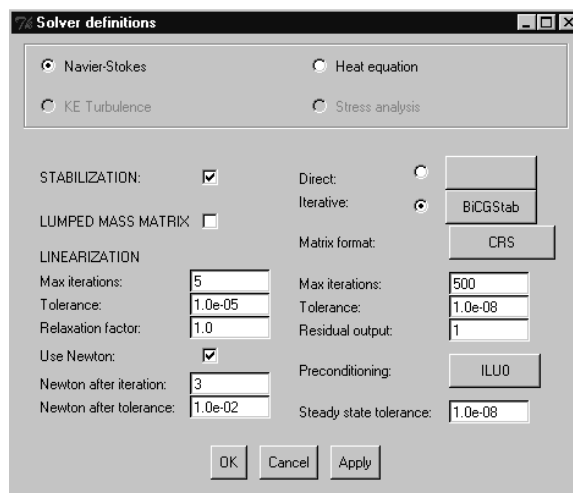 Solver definitions
Navier-Stokes
Heat equation
KE Turbulence
Stress analysis
STABILIZATION:
LUMPED MASS MATRIX
LINEARIZATION
Max iterations: 5
Tolerance: 1.0e-05
Relaxation factor: 1.0
Use Newton:
Newton after iteration: 3
Newton after tolerance: 1.0e-02
Direct:
Iterative: BiCGStab
Matrix format: CRS
Max iterations: 500
Tolerance: 1.0e-08
Residual output: 1
Preconditioning: ILU0
Steady state tolerance: 1.0e-08
OK Cancel Apply